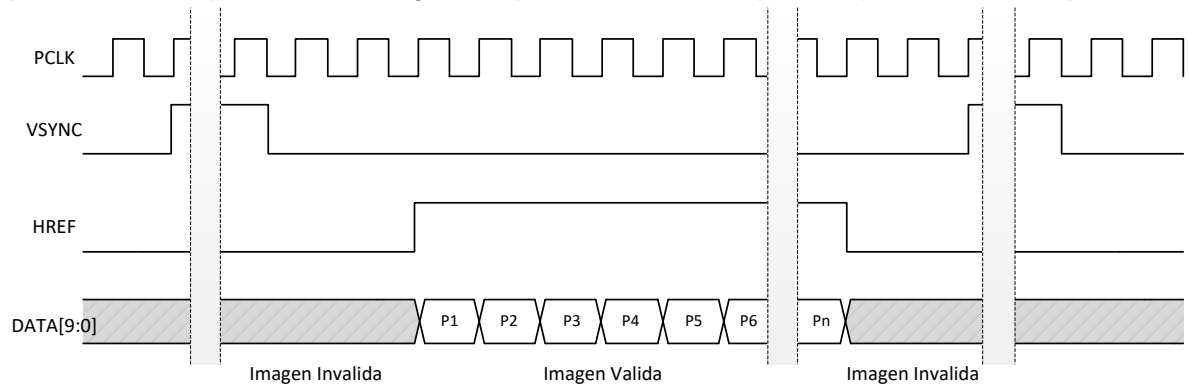 PCLK
VSYNC
HREF
DATA[9:0]
P1 P2 P3 P4 P5 P6 Pn
Imagen Invalida Imagen Valida Imagen Invalida